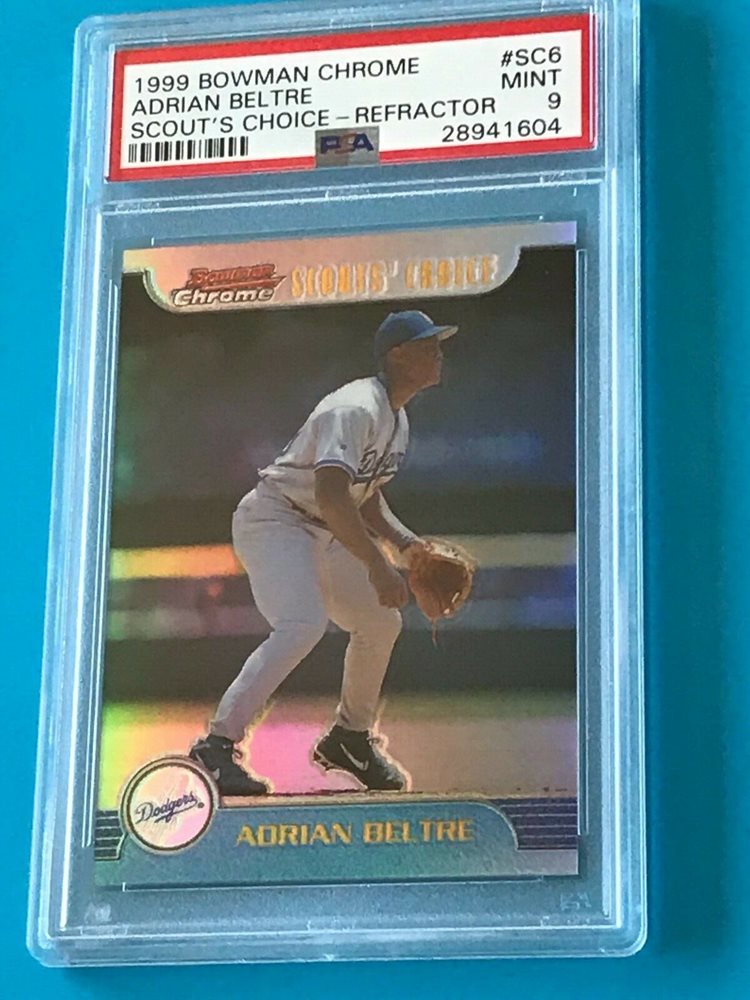 1999 BOWMAN CHROME #SC6
ADRIAN BELTRE MINT
SCOUT'S CHOICE – REFRACTOR 9
PSA 28941604
Bowman
Chrome SCOUTS' CHOICE
Dodgers
Dodgers
ADRIAN BELTRE